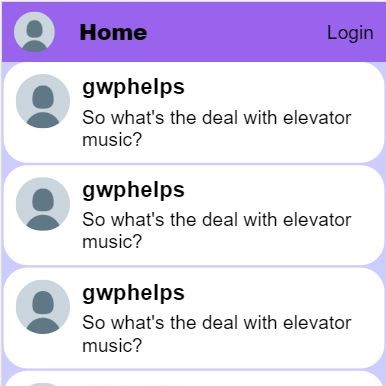 Home
Login
gwphelps
So what's the deal with elevator
music?
gwphelps
So what's the deal with elevator
music?
gwphelps
So what's the deal with elevator
music?